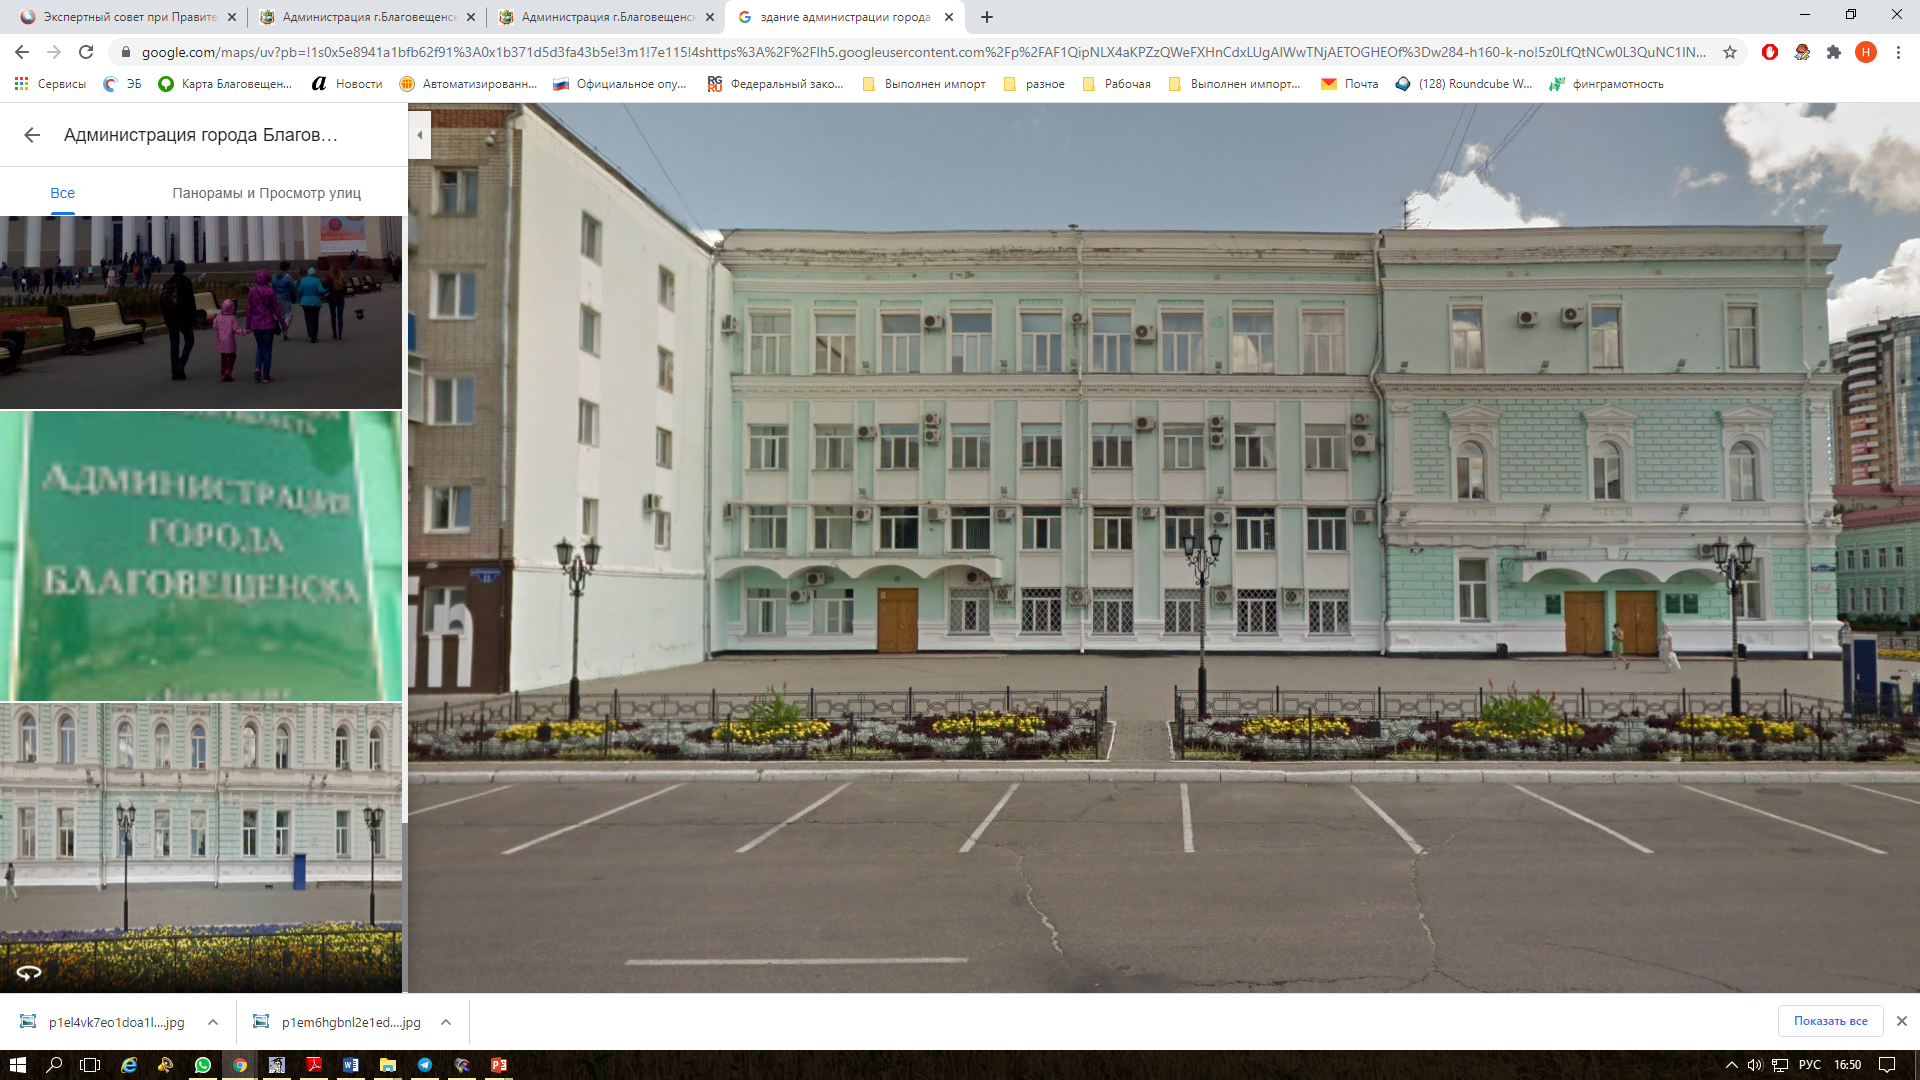 Экспертный совет при Правите
Администрация г.Благовещенск
Администрация г.Благовещенс
здание администрации города
google.com/maps/uv?pb=!1s0x5e8941a1bfb62f91%3A0x1b371d5d3fa43b5e!3m1!7e115!4shttps%3A%2F%2Flh5.googleusercontent.com%2Fp%2FAF1QipNLX4aKPZzQWeFXHnCdxLUgAIWwTNjAETOGHEOf%3Dw284-h160-k-no!5z0LfQtNCw0L3QuNC1IN...
Н
Сервисы
ЭБ
Карта Благовещен...
Новости
Автоматизированн...
Официальное опу...
Федеральный зако...
Выполнен импорт
разное
Рабочая
Выполнен импорт...
Почта
(128) Roundcube W...
финграмотность
Администрация города Благов...
Все
Панорамы и Просмотр улиц
АДМИНИСТРАЦИЯ
ГОРОДА
БЛАГОВЕЩЕНСКА
p1el4vk7eo1doa1l....jpg
p1em6hgbnl2e1ed....jpg
Показать все
РУС
16:50